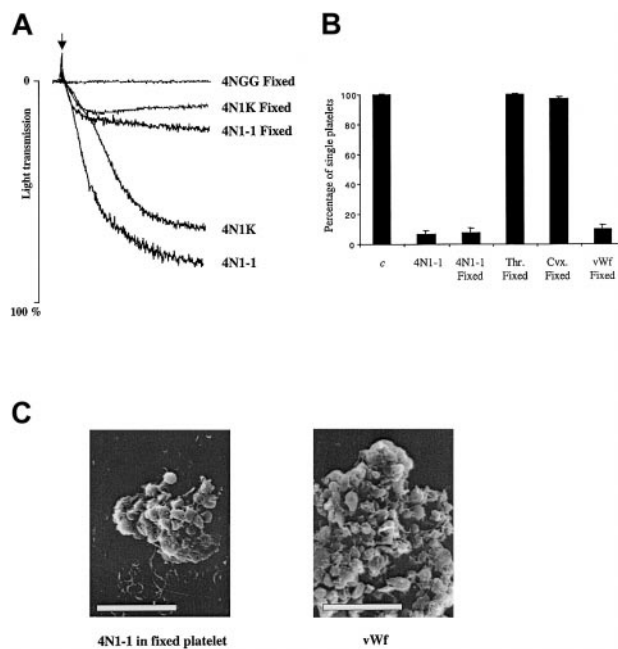 A
0
Light transmission
100 %
4NGG Fixed
4N1K Fixed
4N1-1 Fixed
4N1K
4N1-1
B
Percentage of single platelets
100
80
60
40
20
0
c
4N1-1
4N1-1 Fixed
Thr. Fixed
Cvx. Fixed
vWf Fixed
C
4N1-1 in fixed platelet
vWf